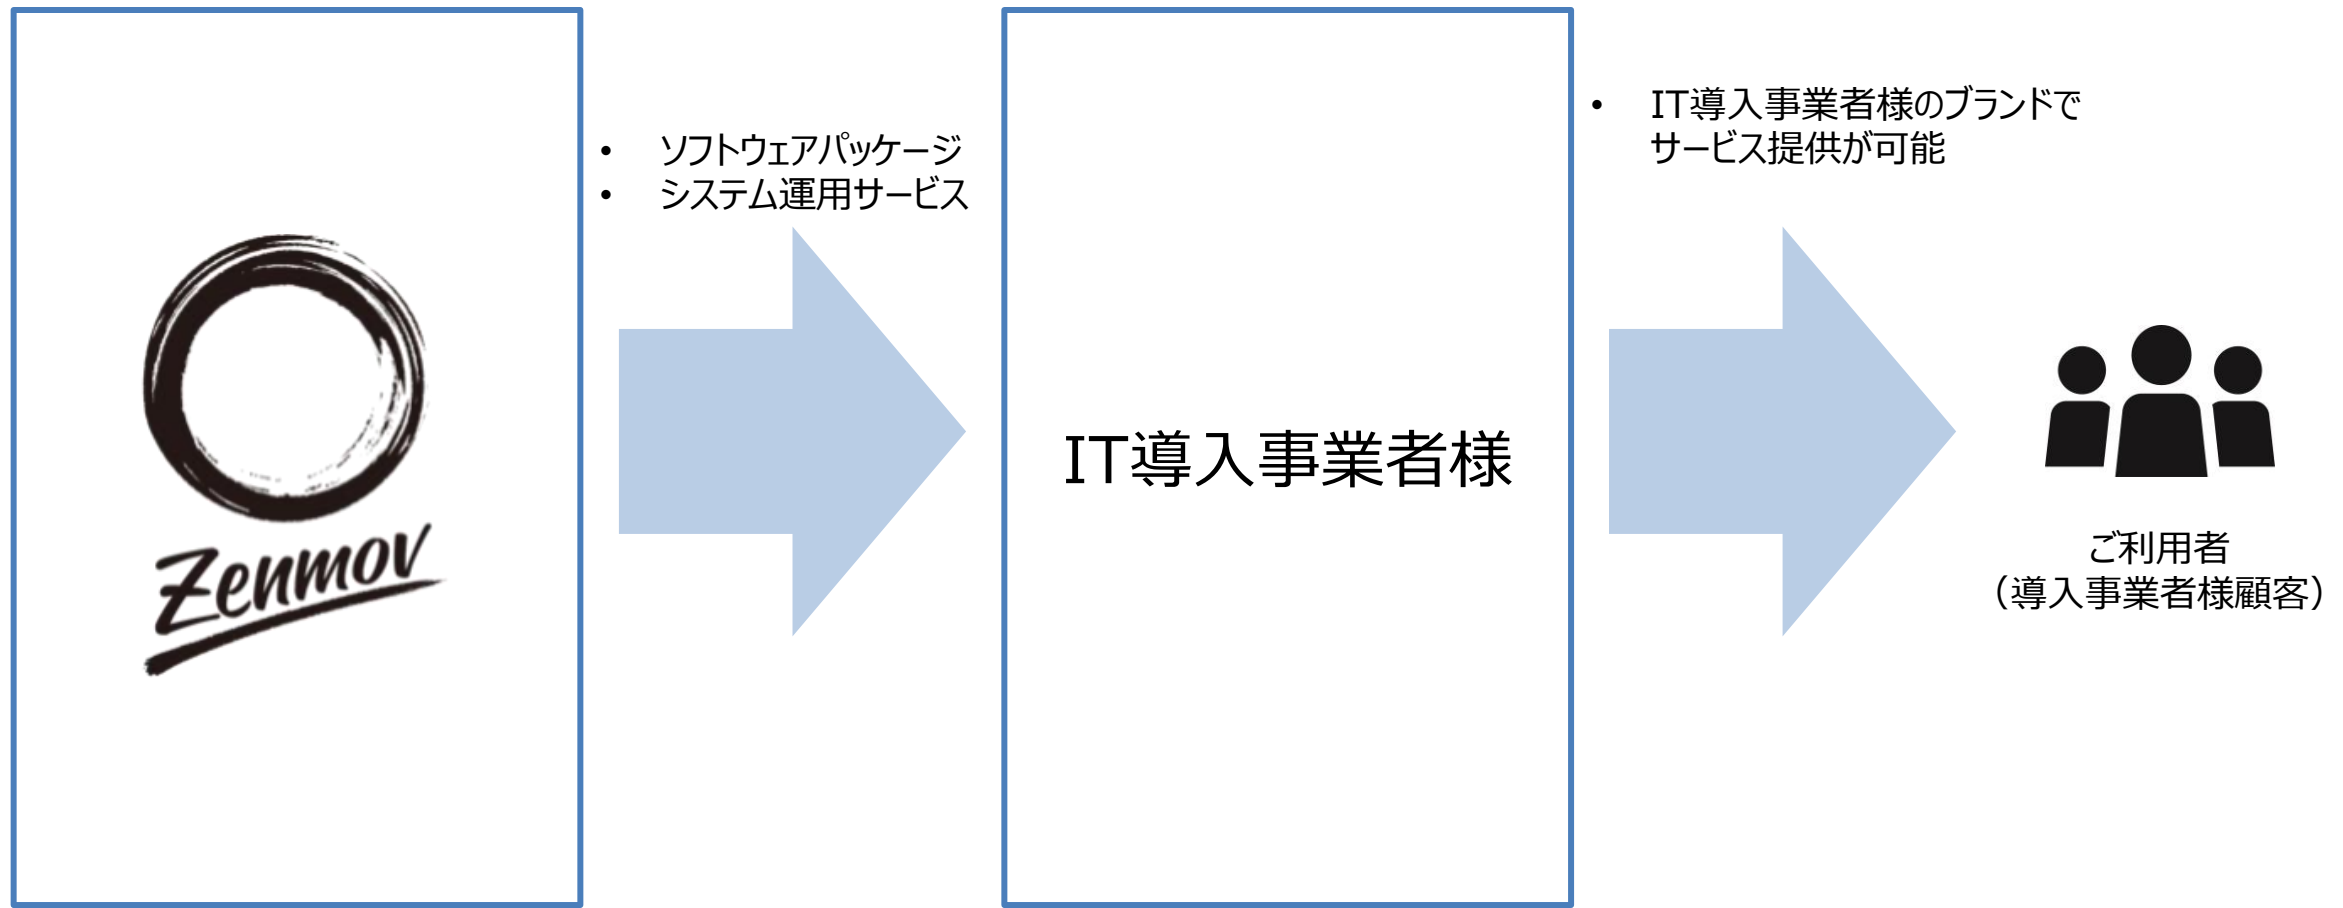 Zenmov
• ソフトウェアパッケージ
• システム運用サービス
IT導入事業者様
• IT導入事業者様のブランドで
サービス提供が可能
ご利用者
（導入事業者様顧客）